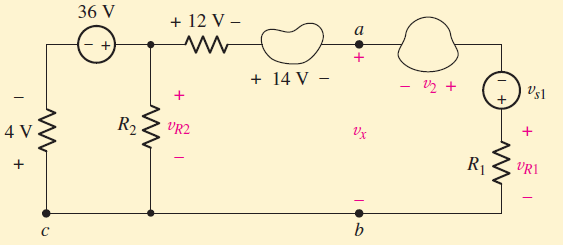 36 V
− +
+ 12 V −
+ 14 V −
a
+
− v2 +
−
+
vs1
−
4 V
+
R2
+
vR2
−
vx
−
R1
+
vR1
−
c
b